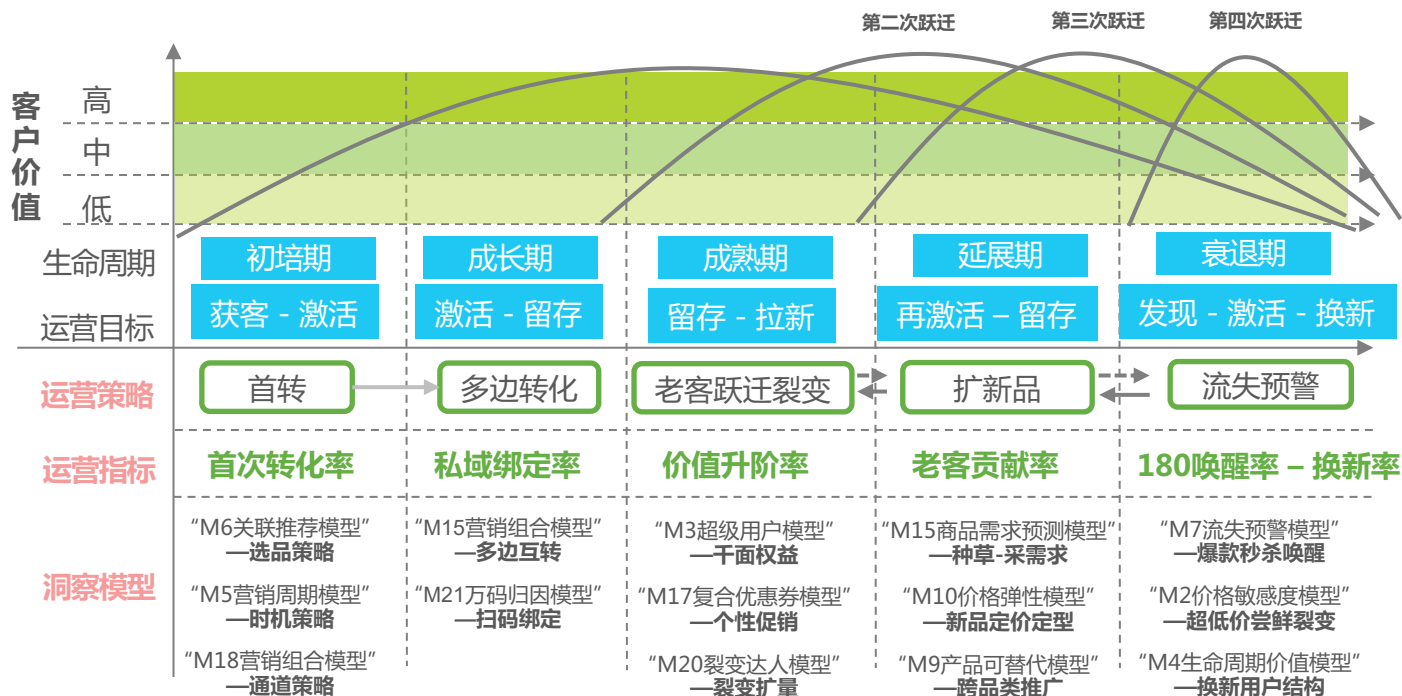 第二次跃迁
第三次跃迁
第四次跃迁
客户价值
高
中
低
生命周期
初培期
成长期
成熟期
延展期
衰退期
运营目标
获客 - 激活
激活 - 留存
留存 - 拉新
再激活 – 留存
发现 - 激活 - 换新
运营策略
首转
多边转化
老客跃迁裂变
扩新品
流失预警
运营指标
首次转化率
私域绑定率
价值升阶率
老客贡献率
180唤醒率 – 换新率
洞察模型
“M6关联推荐模型”
—选品策略
“M5营销周期模型”
—时机策略
“M18营销组合模型”
—通道策略
“M15营销组合模型”
—多边互转
“M21万码归因模型”
—扫码绑定
“M3超级用户模型”
—千面权益
“M17复合优惠券模型”
—个性促销
“M20裂变达人模型”
—裂变扩量
“M15商品需求预测模型”
—种草-采需求
“M10价格弹性模型”
—新品定价定型
“M9产品可替代模型”
—跨品类推广
“M7流失预警模型”
—爆款秒杀唤醒
“M2价格敏感度模型”
—超低价尝鲜裂变
“M4生命周期价值模型”
—换新用户结构